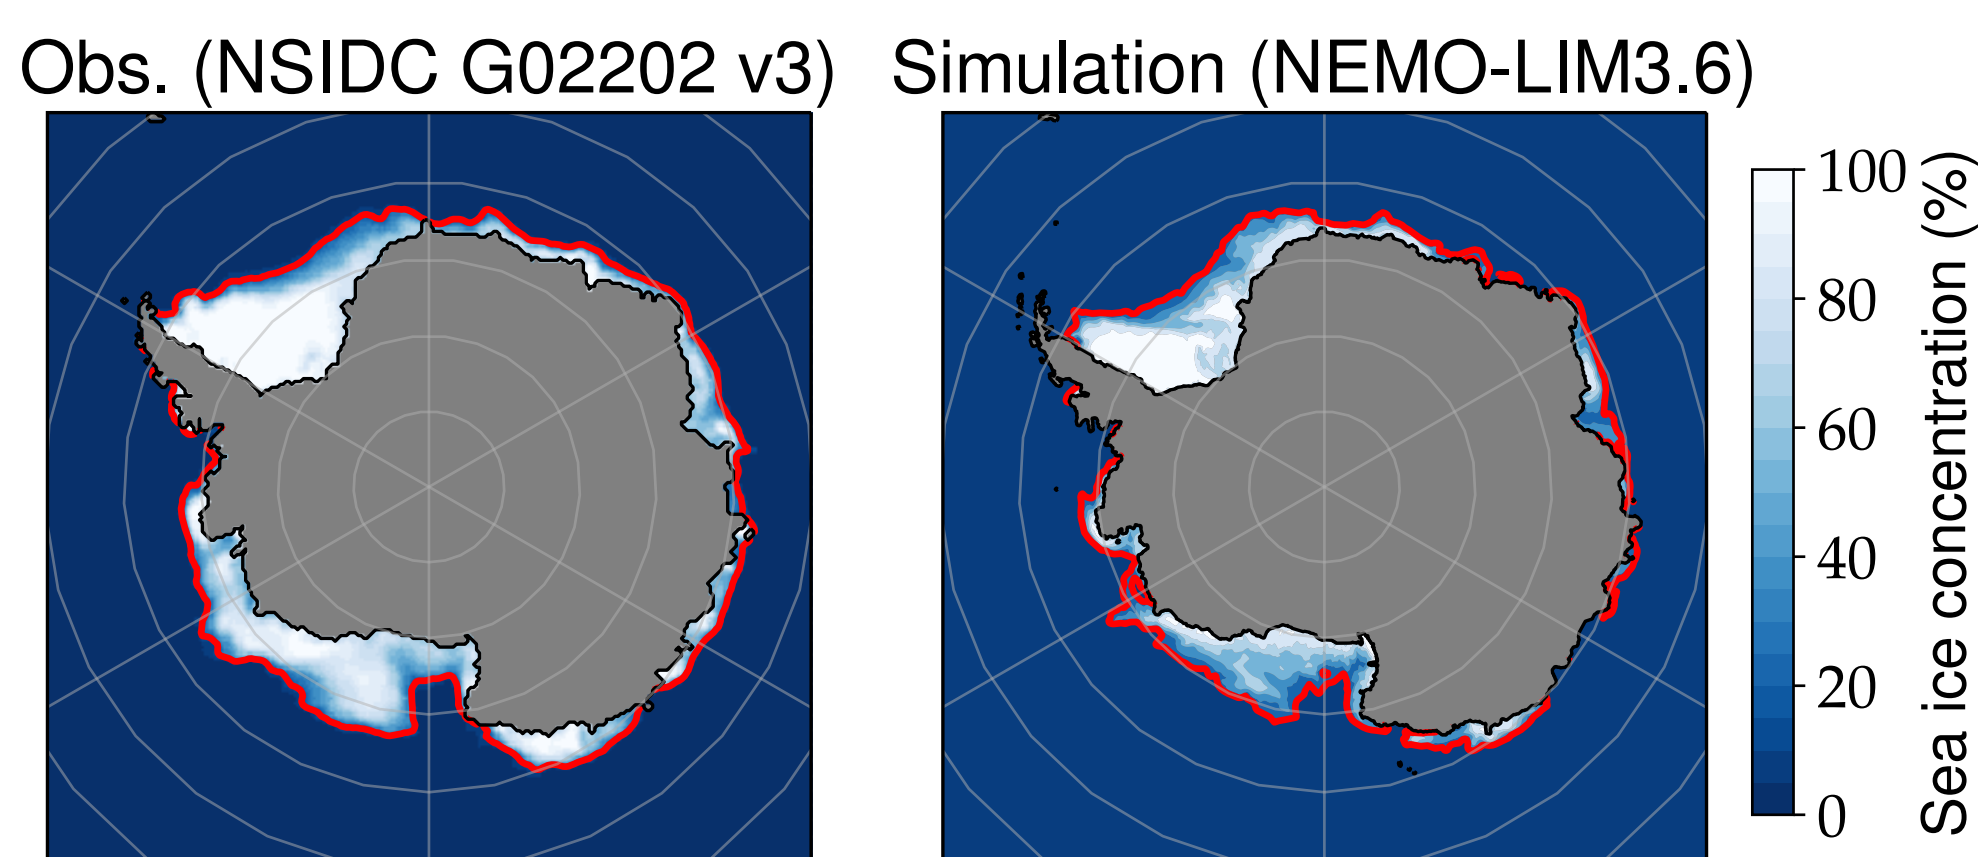 Obs. (NSIDC G02202 v3)
Simulation (NEMO-LIM3.6)
100
80
60
40
20
0
Sea ice concentration (%)